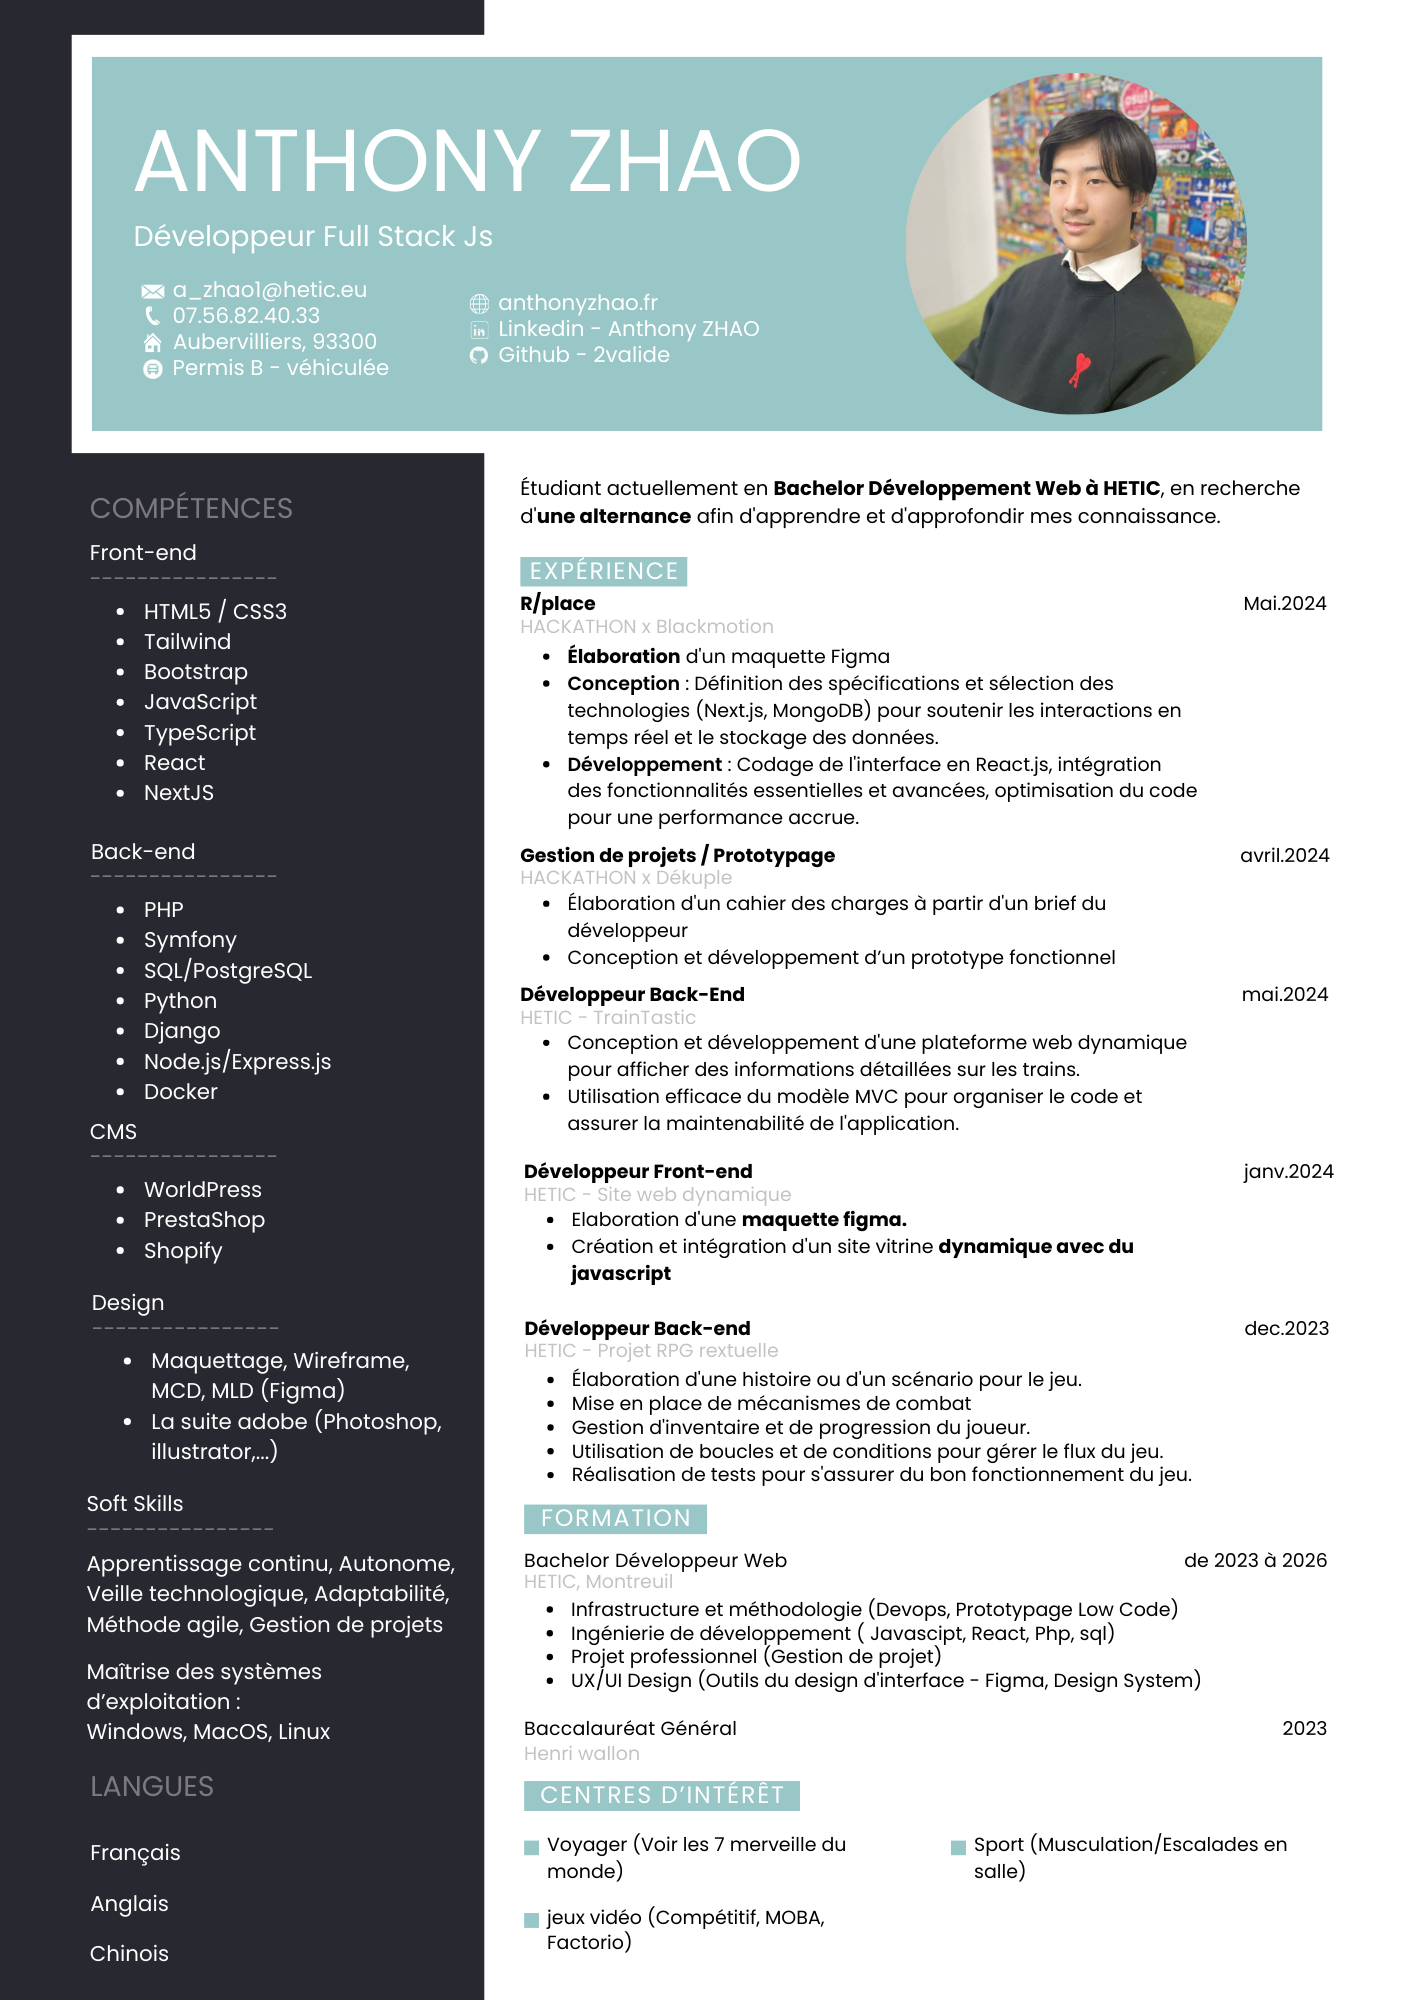 ANTHONY ZHAO
Développeur Full Stack Js
a_zhao1@hetic.eu
07.56.82.40.33
Aubervilliers, 93300
Permis B - véhiculée
anthonyzhao.fr
Linkedin - Anthony ZHAO
Github - 2valide
COMPÉTENCES
Front-end
----------------
HTML5 / CSS3
Tailwind
Bootstrap
JavaScript
TypeScript
React
NextJS
Back-end
----------------
PHP
Symfony
SQL/PostgreSQL
Python
Django
Node.js/Express.js
Docker
CMS
----------------
WorldPress
PrestaShop
Shopify
Design
----------------
Maquettage, Wireframe,
MCD, MLD (Figma)
La suite adobe (Photoshop,
illustrator,...)
Soft Skills
----------------
Apprentissage continu, Autonome,
Veille technologique, Adaptabilité,
Méthode agile, Gestion de projets
Maîtrise des systèmes
d’exploitation :
Windows, MacOS, Linux
LANGUES
Français
Anglais
Chinois
Étudiant actuellement en Bachelor Développement Web à HETIC, en recherche
d'une alternance afin d'apprendre et d'approfondir mes connaissance.
EXPÉRIENCE
R/place Mai.2024
HACKATHON x Blackmotion
Élaboration d'un maquette Figma
Conception : Définition des spécifications et sélection des
technologies (Next.js, MongoDB) pour soutenir les interactions en
temps réel et le stockage des données.
Développement : Codage de l'interface en React.js, intégration
des fonctionnalités essentielles et avancées, optimisation du code
pour une performance accrue.
Gestion de projets / Prototypage avril.2024
HACKATHON x Dékuple
Élaboration d'un cahier des charges à partir d'un brief du
développeur
Conception et développement d’un prototype fonctionnel
Développeur Back-End mai.2024
HETIC - TrainTastic
Conception et développement d'une plateforme web dynamique
pour afficher des informations détaillées sur les trains.
Utilisation efficace du modèle MVC pour organiser le code et
assurer la maintenabilité de l'application.
Développeur Front-end janv.2024
HETIC - Site web dynamique
Elaboration d'une maquette figma.
Création et intégration d'un site vitrine dynamique avec du
javascript
Développeur Back-end dec.2023
HETIC - Projet RPG rextuelle
Élaboration d'une histoire ou d'un scénario pour le jeu.
Mise en place de mécanismes de combat
Gestion d'inventaire et de progression du joueur.
Utilisation de boucles et de conditions pour gérer le flux du jeu.
Réalisation de tests pour s'assurer du bon fonctionnement du jeu.
FORMATION
Bachelor Développeur Web de 2023 à 2026
HETIC, Montreuil
Infrastructure et méthodologie (Devops, Prototypage Low Code)
Ingénierie de développement ( Javascipt, React, Php, sql)
Projet professionnel (Gestion de projet)
UX/UI Design (Outils du design d'interface - Figma, Design System)
Baccalauréat Général 2023
Henri wallon
CENTRES D’INTÉRÊT
Voyager (Voir les 7 merveille du
monde)
Sport (Musculation/Escalades en
salle)
jeux vidéo (Compétitif, MOBA,
Factorio)